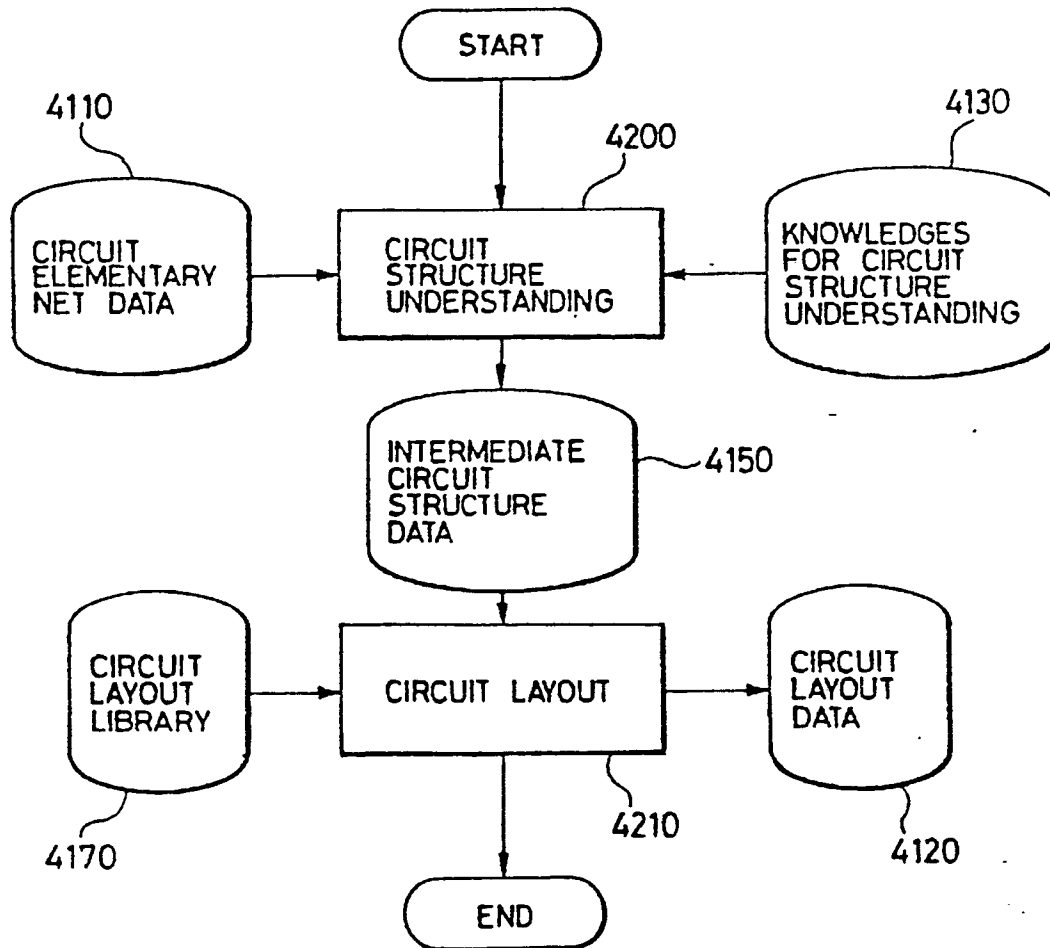 START
4110
4130
4200
CIRCUIT
ELEMENTARY
NET DATA
CIRCUIT
STRUCTURE
UNDERSTANDING
KNOWLEDGES
FOR CIRCUIT
STRUCTURE
UNDERSTANDING
INTERMEDIATE
CIRCUIT
STRUCTURE
DATA
4150
CIRCUIT
LAYOUT
LIBRARY
CIRCUIT LAYOUT
CIRCUIT
LAYOUT
DATA
4170
4210
4120
END